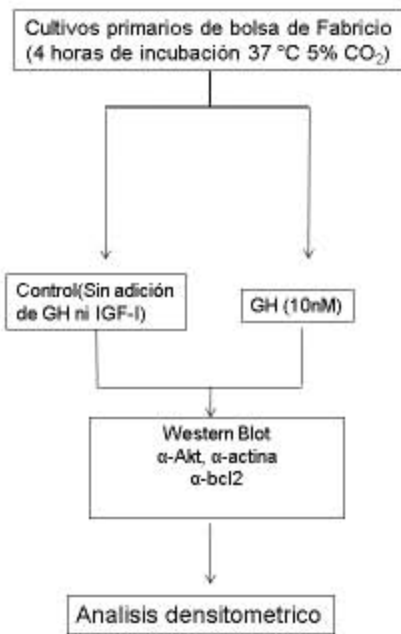 Cultivos primarios de bolsa de Fabricio
(4 horas de incubación 37 °C 5% CO₂)
Control(Sin adición
de GH ni IGF-I)
GH (10nM)
Western Blot
α-Akt, α-actina
α-bcl2
Analisis densitometrico